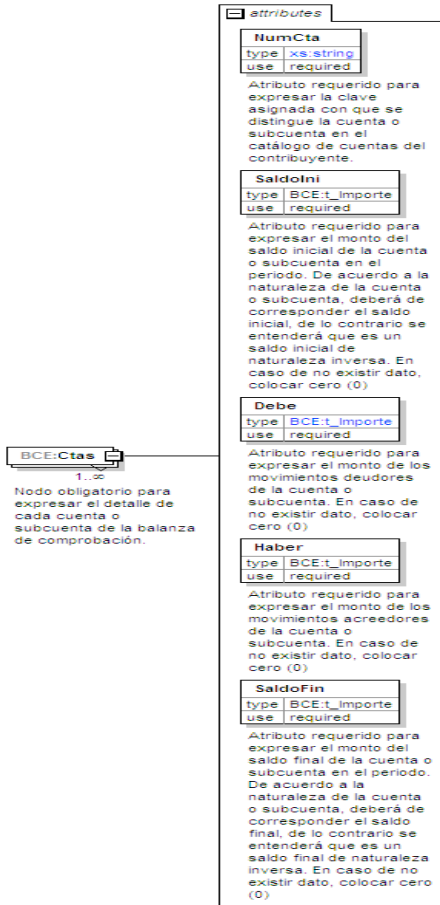 attributes
NumCta
type xs:string
use required
Atributo requerido para
expresar la clave
asignada con que se
distingue la cuenta o
subcuenta en el
catálogo de cuentas del
contribuyente.
SaldoIni
type BCE:t_Importe
use required
Atributo requerido para
expresar el monto del
saldo inicial de la cuenta
o subcuenta en el
periodo. De acuerdo a la
naturaleza de la cuenta
o subcuenta, deberá de
corresponder el saldo
inicial, de lo contrario se
entenderá que es un
saldo inicial de
naturaleza inversa. En
caso de no existir dato,
colocar cero (0)
Debe
type BCE:t_Importe
use required
Atributo requerido para
expresar el monto de los
movimientos deudores
de la cuenta o
subcuenta. En caso de
no existir dato, colocar
cero (0)
BCE:Ctas
1..∞
Nodo obligatorio para
expresar el detalle de
cada cuenta o
subcuenta de la balanza
de comprobación.
Haber
type BCE:t_Importe
use required
Atributo requerido para
expresar el monto de los
movimientos acreedores
de la cuenta o
subcuenta. En caso de
no existir dato, colocar
cero (0)
SaldoFin
type BCE:t_Importe
use required
Atributo requerido para
expresar el monto del
saldo final de la cuenta o
subcuenta en el periodo.
De acuerdo a la
naturaleza de la cuenta
o subcuenta, deberá de
corresponder el saldo
final, de lo contrario se
entenderá que es un
saldo final de naturaleza
inversa. En caso de no
existir dato, colocar cero
(0)